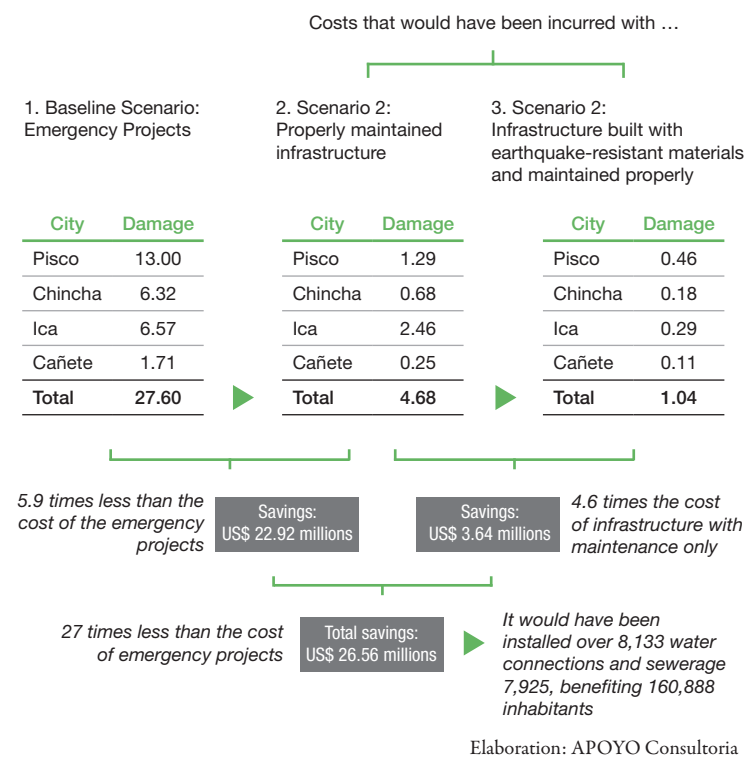 Costs that would have been incurred with …
1. Baseline Scenario:
Emergency Projects
2. Scenario 2:
Properly maintained
infrastructure
3. Scenario 2:
Infrastructure built with
earthquake-resistant materials
and maintained properly
City Damage
Pisco 13.00
Chincha 6.32
Ica 6.57
Cañete 1.71
Total 27.60
City Damage
Pisco 1.29
Chincha 0.68
Ica 2.46
Cañete 0.25
Total 4.68
City Damage
Pisco 0.46
Chincha 0.18
Ica 0.29
Cañete 0.11
Total 1.04
5.9 times less than the
cost of the emergency
projects
Savings:
US$ 22.92 millions
Savings:
US$ 3.64 millions
4.6 times the cost
of infrastructure with
maintenance only
27 times less than the cost
of emergency projects
Total savings:
US$ 26.56 millions
It would have been
installed over 8,133 water
connections and sewerage
7,925, benefiting 160,888
inhabitants
Elaboration: APOYO Consultoria